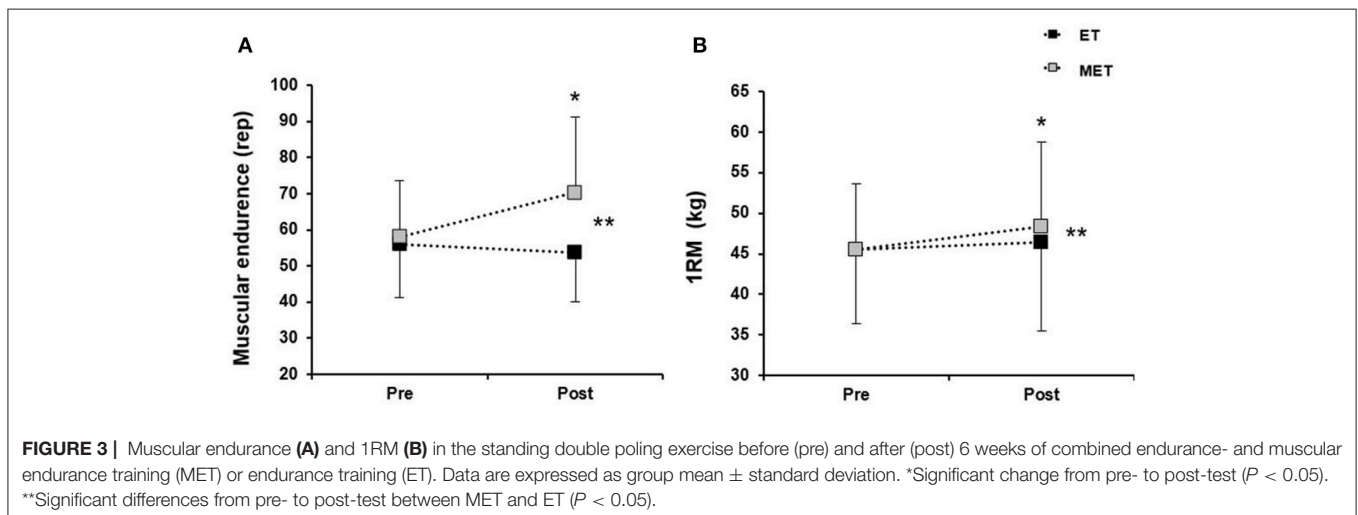 A
B
ET
MET
Muscular endurence (rep)
100
90
80
70
60
50
40
30
20
*
**
Pre
Post
1RM (kg)
65
60
55
50
45
40
35
30
*
**
Pre
Post
FIGURE 3 | Muscular endurance (A) and 1RM (B) in the standing double poling exercise before (pre) and after (post) 6 weeks of combined endurance- and muscular
endurance training (MET) or endurance training (ET). Data are expressed as group mean ± standard deviation. *Significant change from pre- to post-test (P < 0.05).
**Significant differences from pre- to post-test between MET and ET (P < 0.05).